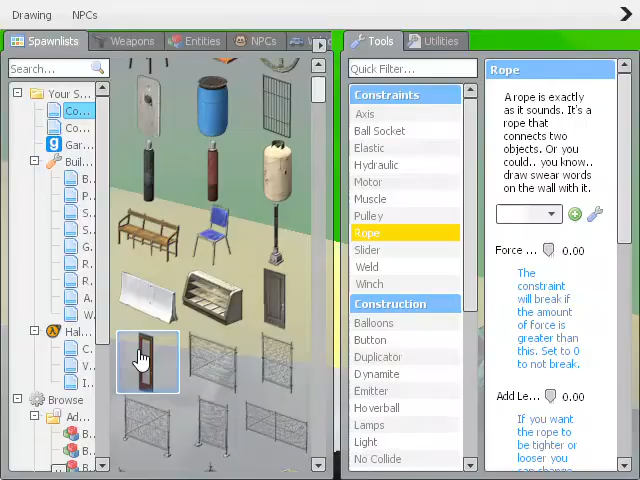 Drawing NPCs
Spawnlists Weapons Entities NPCs
Search...
Your S...
Co...
Co...
Gar...
Buil...
B...
P...
S...
S...
G...
R...
R...
A...
W...
Hal...
C...
V...
I...
Browse
Ad...
B...
B...
Tools Utilities
Quick Filter...
Constraints
Axis
Ball Socket
Elastic
Hydraulic
Motor
Muscle
Pulley
Rope
Slider
Weld
Winch
Construction
Balloons
Button
Duplicator
Dynamite
Emitter
Hoverball
Lamps
Light
No Collide
Rope
A rope is exactly
as it sounds. It's a
rope that
connects two
objects. Or you
could.. you know..
draw swear words
on the wall with it.
Force ... 0.00
The
constraint
will break if
the amount
of force is
greater than
this. Set to 0
to not break.
Add Le... 0.00
If you want
the rope to
be tighter or
looser you
can change